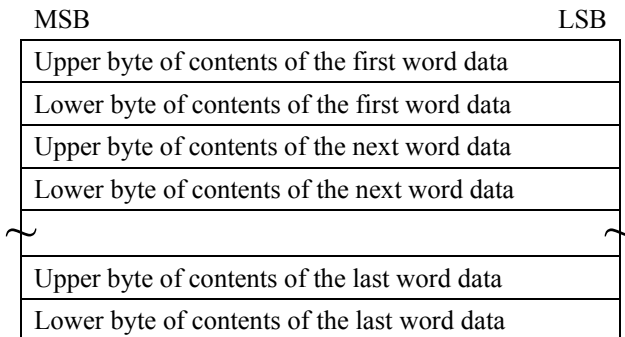 MSB LSB
Upper byte of contents of the first word data
Lower byte of contents of the first word data
Upper byte of contents of the next word data
Lower byte of contents of the next word data
Upper byte of contents of the last word data
Lower byte of contents of the last word data